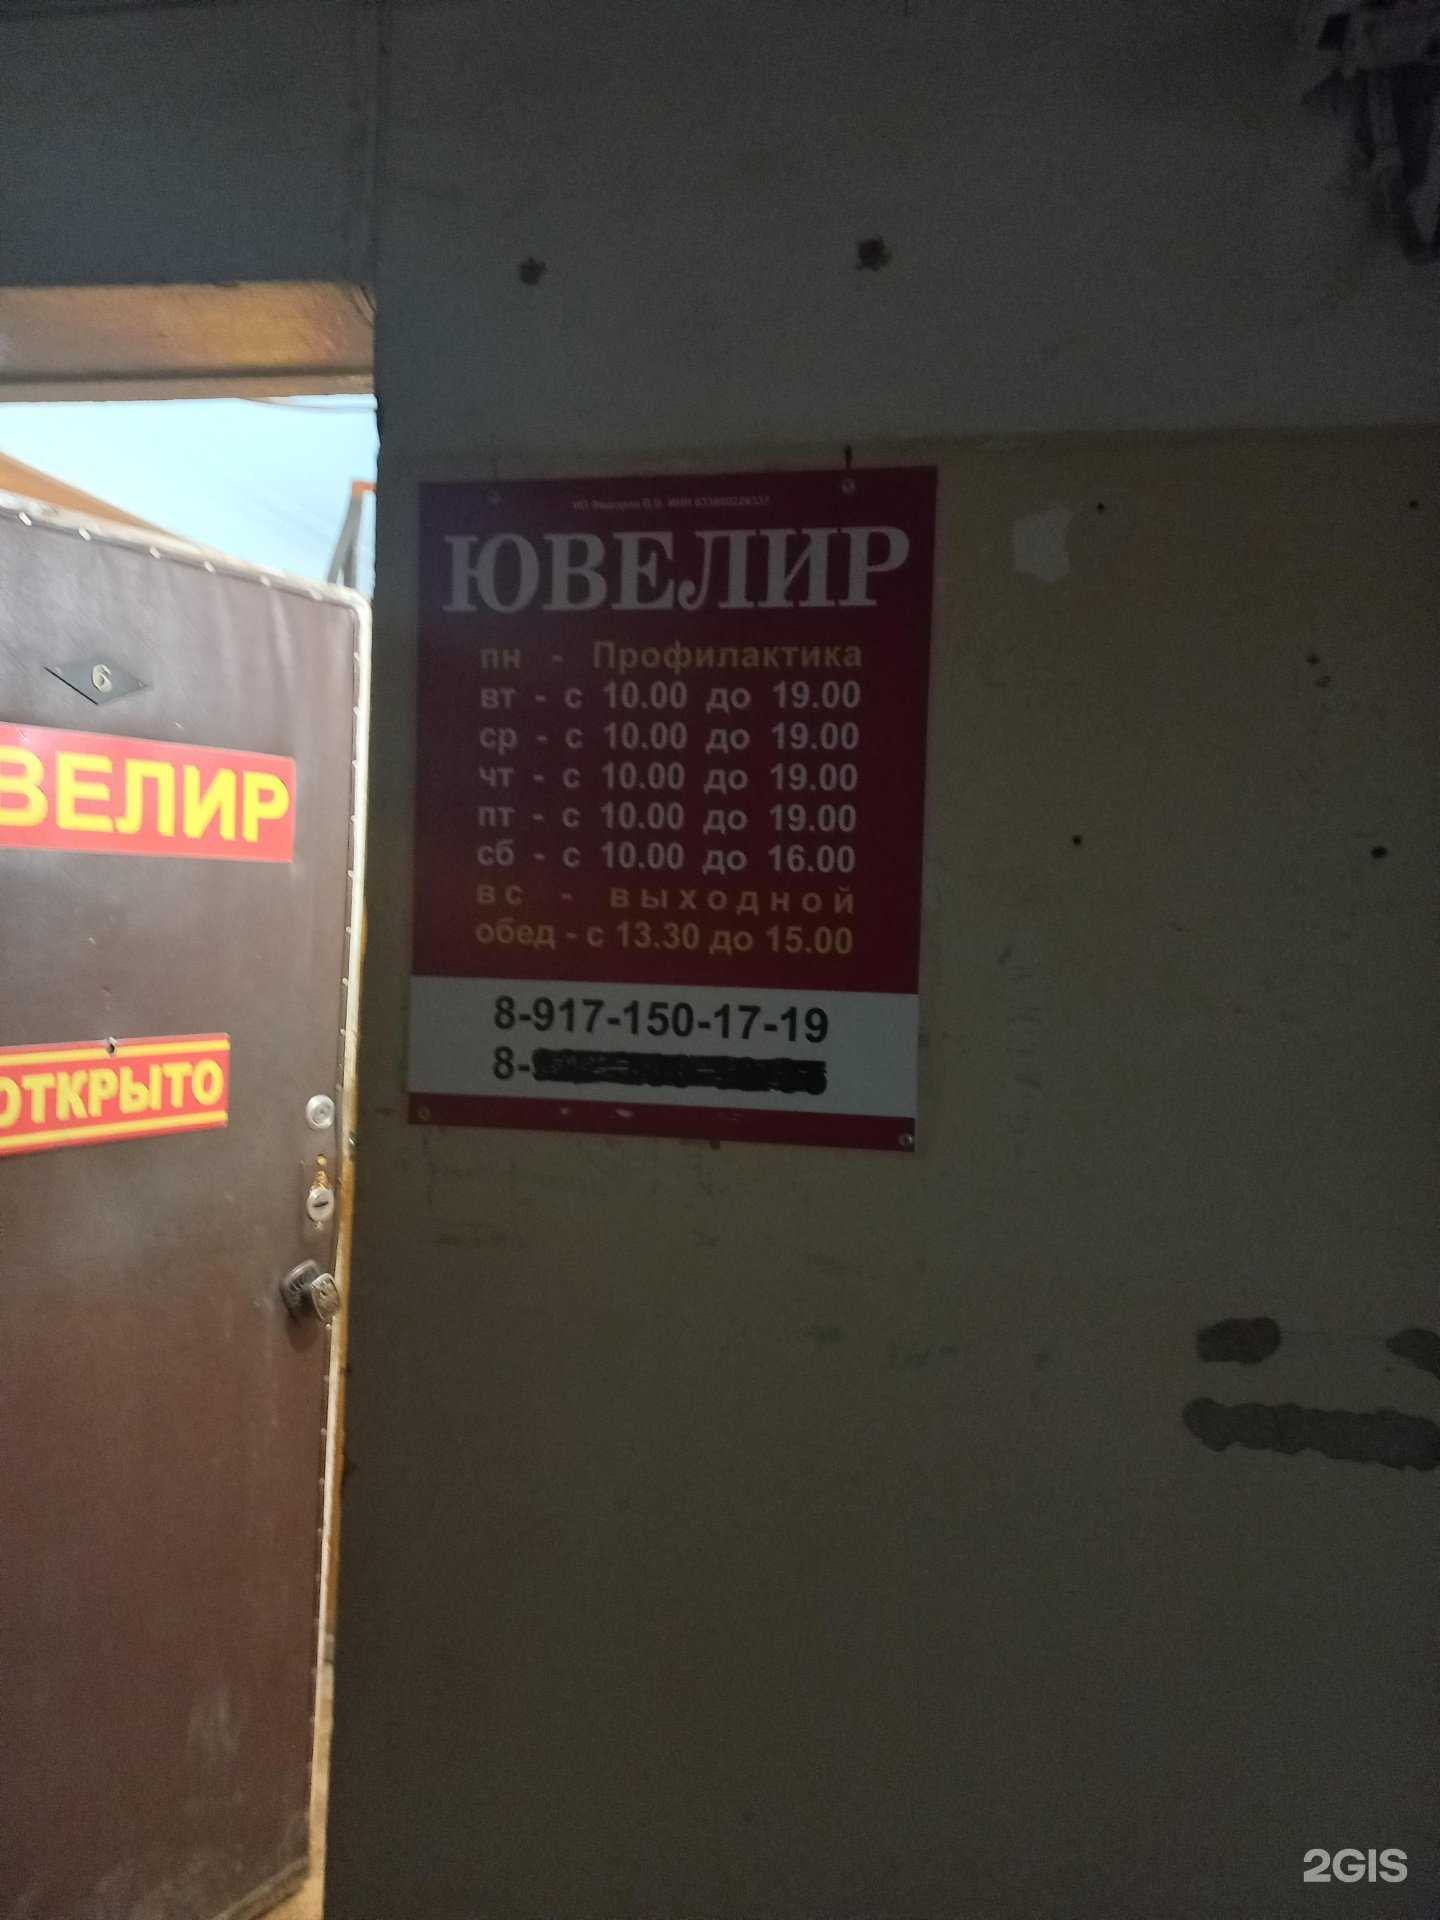 ЮВЕЛИР
пн - Профилактика
вт - с 10.00 до 19.00
ср - с 10.00 до 19.00
чт - с 10.00 до 19.00
пт - с 10.00 до 19.00
сб - с 10.00 до 16.00
вс - выходной
обед - с 13.30 до 15.00
8-917-150-17-19
8-
6
ВЕЛИР
ОТКРЫТО
2GIS